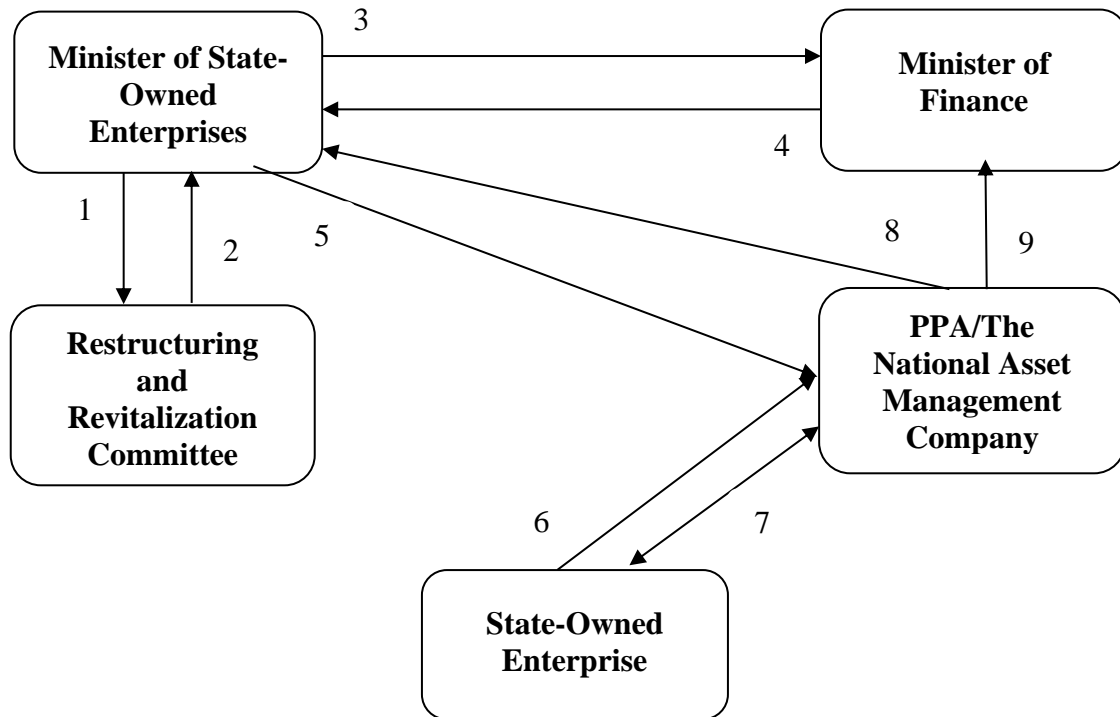 3
Minister of State-
Owned
Enterprises
Minister of
Finance
4
1
2
5
8
9
Restructuring
and
Revitalization
Committee
PPA/The
National Asset
Management
Company
6
7
State-Owned
Enterprise